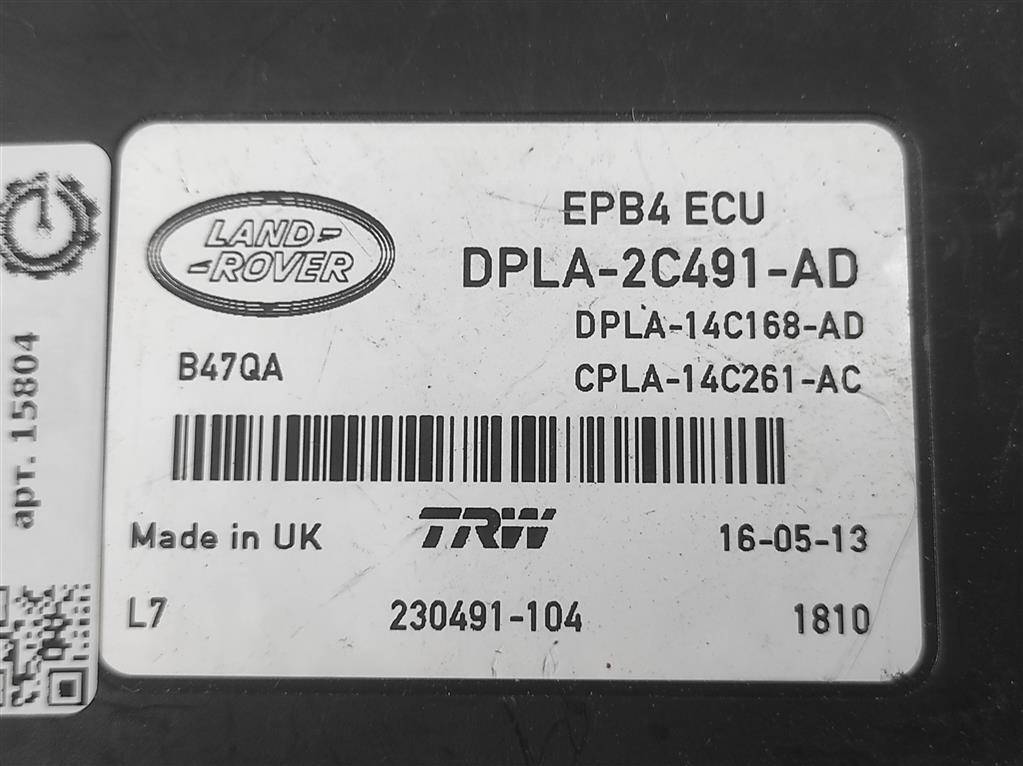 LAND-
-ROVER
EPB4 ECU
DPLA-2C491-AD
DPLA-14C168-AD
B47QA
CPLA-14C261-AC
Made in UK
TRW
16-05-13
L7
230491-104
1810
арт. 15804